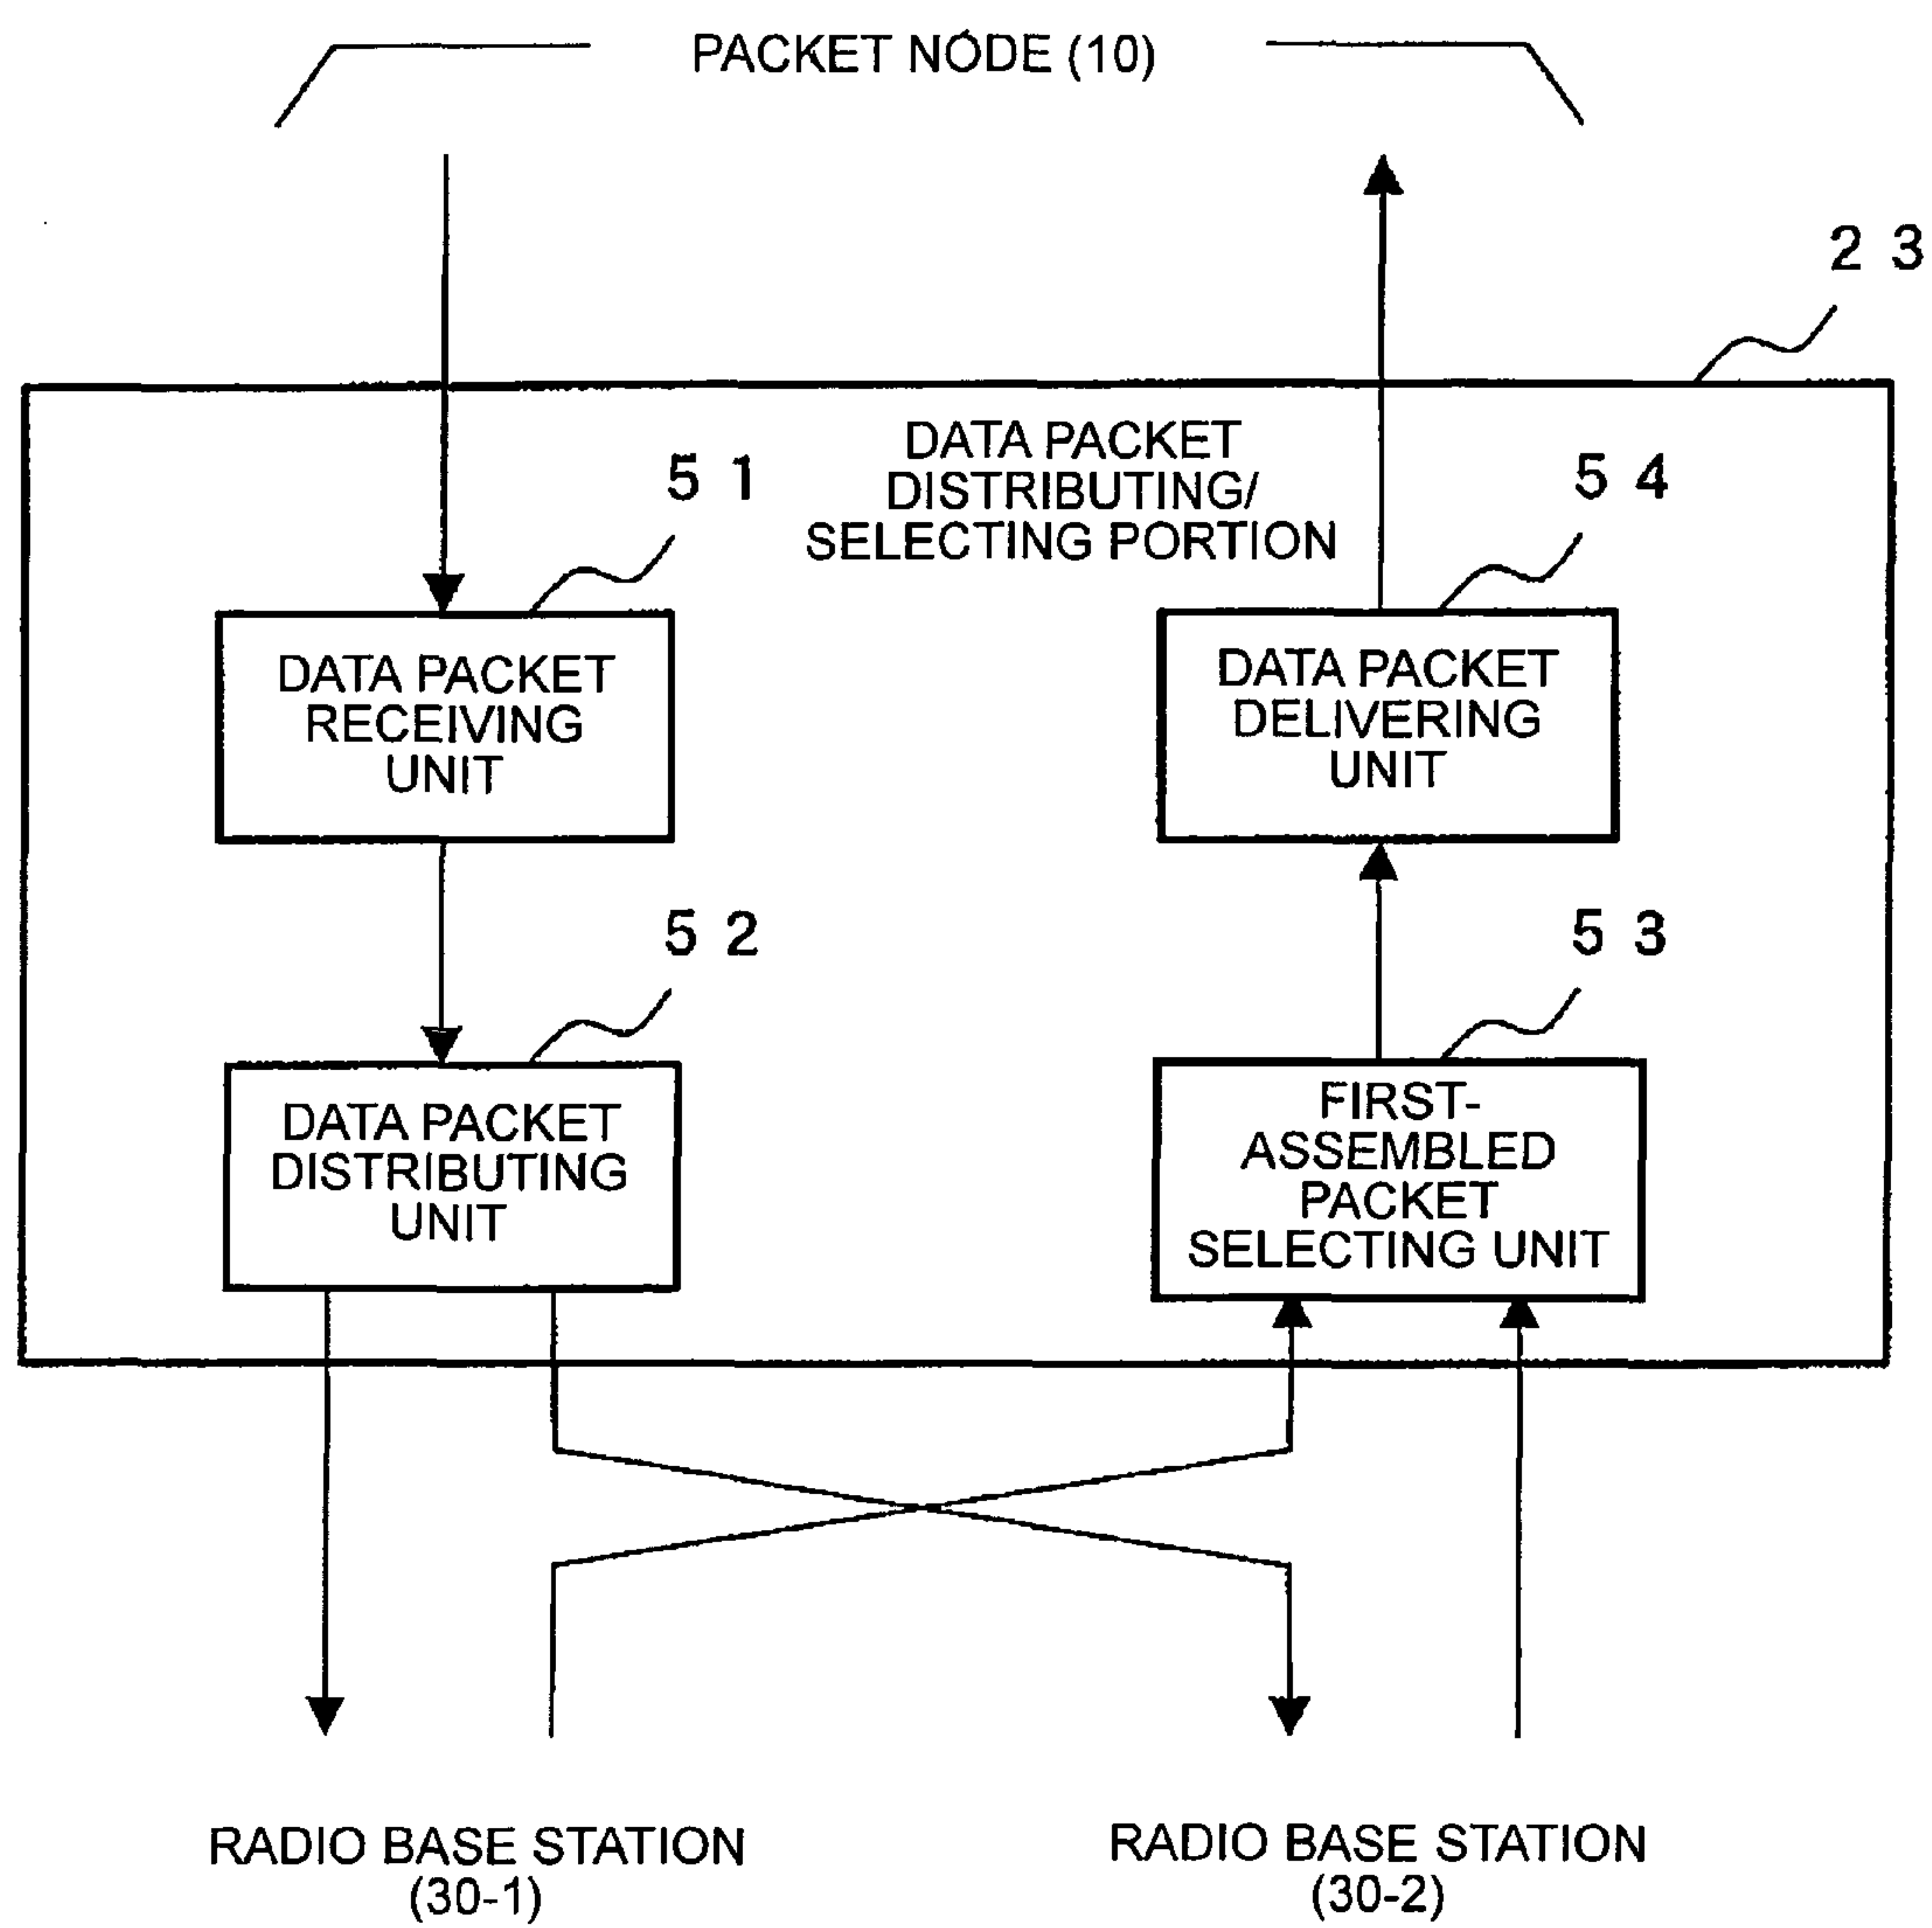 PACKET NODE (10)
2 3
DATA PACKET
DISTRIBUTING/
SELECTING PORTION
5 1
5 4
DATA PACKET
RECEIVING
UNIT
DATA PACKET
DELIVERING
UNIT
5 2
5 3
DATA PACKET
DISTRIBUTING
UNIT
FIRST-
ASSEMBLED
PACKET
SELECTING UNIT
RADIO BASE STATION
(30-1)
RADIO BASE STATION
(30-2)